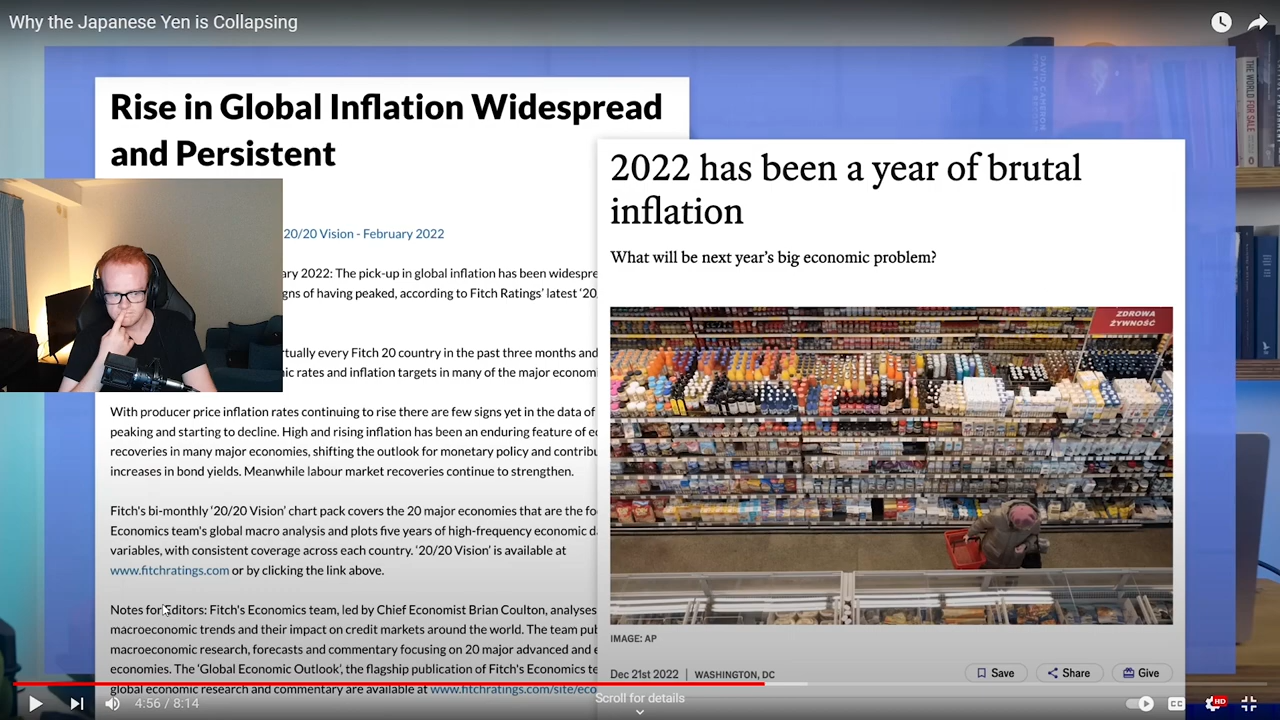 Why the Japanese Yen is Collapsing
Rise in Global Inflation Widespread
and Persistent
20/20 Vision - February 2022
ary 2022: The pick-up in global inflation has been widespre
gns of having peaked, according to Fitch Ratings' latest '20
rtually every Fitch 20 country in the past three months and
ic rates and inflation targets in many of the major economi
With producer price inflation rates continuing to rise there are few signs yet in the data of
peaking and starting to decline. High and rising inflation has been an enduring feature of ec
recoveries in many major economies, shifting the outlook for monetary policy and contribu
increases in bond yields. Meanwhile labour market recoveries continue to strengthen.
Fitch's bi-monthly '20/20 Vision' chart pack covers the 20 major economies that are the fo
Economics team's global macro analysis and plots five years of high-frequency economic d
variables, with consistent coverage across each country. '20/20 Vision' is available at
www.fitchratings.com or by clicking the link above.
Notes for Editors: Fitch's Economics team, led by Chief Economist Brian Coulton, analyses
macroeconomic trends and their impact on credit markets around the world. The team pub
macroeconomic research, forecasts and commentary focusing on 20 major advanced and e
economies. The 'Global Economic Outlook', the flagship publication of Fitch's Economics te
global economic research and commentary are available at www.fitchratings.com/site/eco
2022 has been a year of brutal
inflation
What will be next year's big economic problem?
ZDROWA
ŻYWNOŚĆ
IMAGE: AP
Dec 21st 2022 | WASHINGTON, DC
Save
Share
Give
DAVID CAMERON
FOR THE RECORD
THE WORLD FOR SALE
4:56 / 8:14
Scroll for details
CC
HD